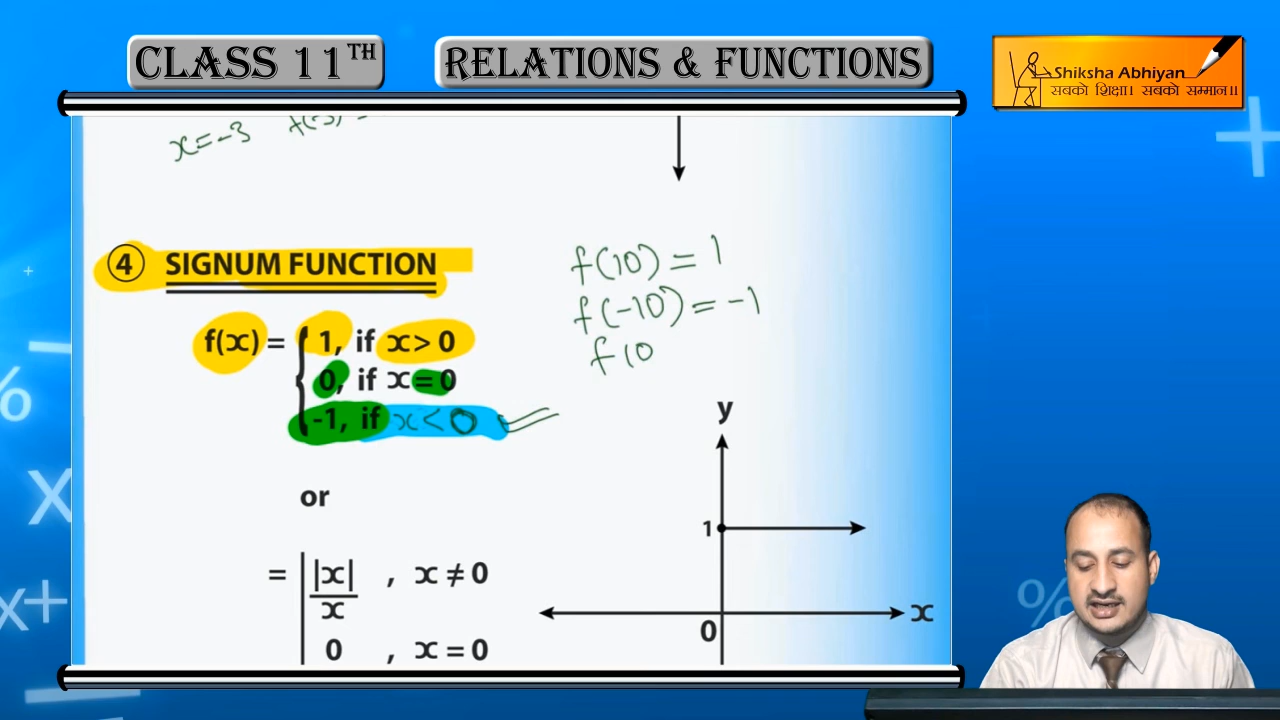 CLASS 11TH
RELATIONS & FUNCTIONS
Shiksha Abhiyan
सबको शिक्षा। सबको सम्मान॥
x=-3 f(-3) =
④ SIGNUM FUNCTION
f(x) = { 1, if x > 0
0, if x = 0
-1, if x < 0
f(10) = 1
f(-10) = -1
f(0
or
= |x|/x , x ≠ 0
0 , x = 0
y
1
0
x